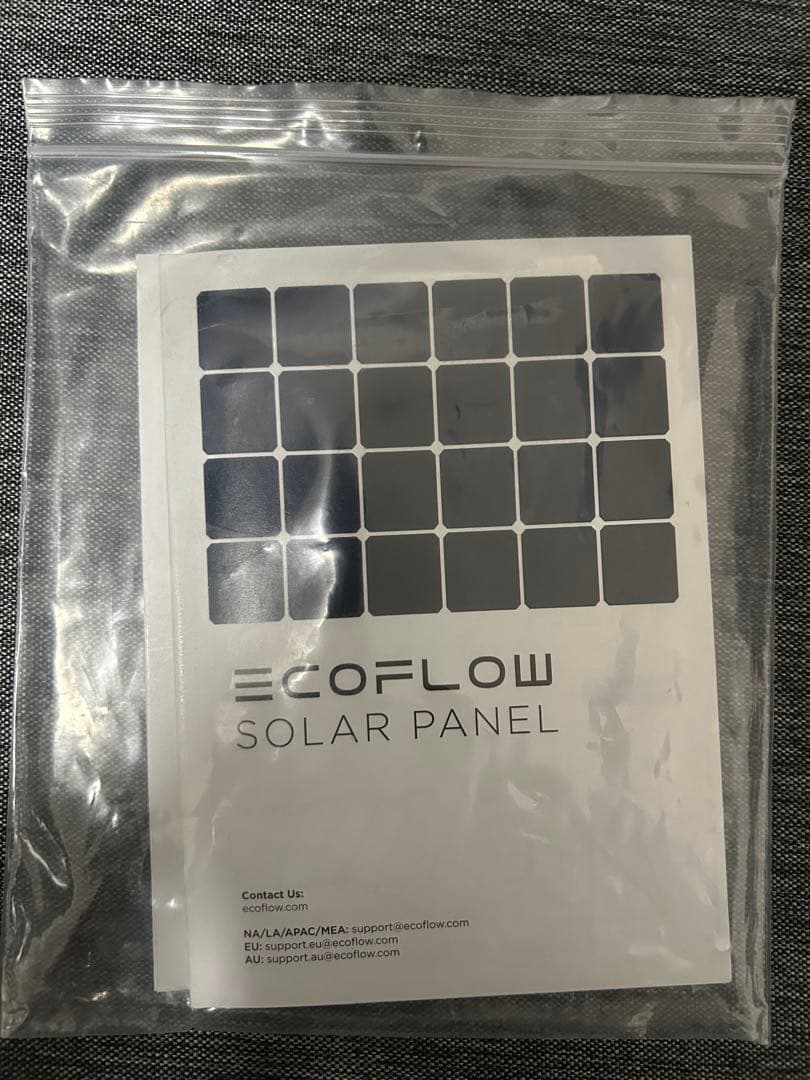 ECOFLOW
SOLAR PANEL
Contact Us:
ecoflow.com
NA/LA/APAC/MEA: support@ecoflow.com
EU: support.eu@ecoflow.com
AU: support.au@ecoflow.com